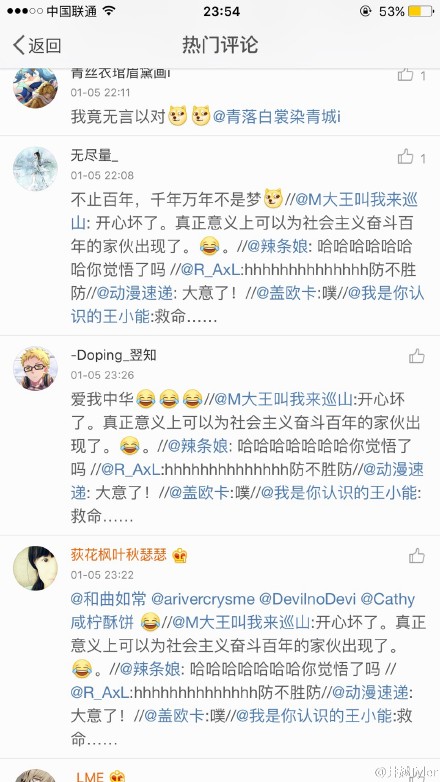 中国联通
23:54
53%
返回
热门评论
青丝衣绾眉黛画i
1
01-05 22:11
我竟无言以对 @青落白裳染青城i
无尽量_
1
01-05 22:08
不止百年，千年万年不是梦 //@M大王叫我来巡
山: 开心坏了。真正意义上可以为社会主义奋斗百
年的家伙出现了。 。//@辣条娘: 哈哈哈哈哈哈
哈你觉悟了吗 //@R_AxL:hhhhhhhhhhhhhh防不胜
防//@动漫速递: 大意了！//@盖欧卡:噗//@我是你认
识的王小能:救命……
-Doping_翌知
01-05 23:26
爱我中华 //@M大王叫我来巡山:开心坏
了。真正意义上可以为社会主义奋斗百年的家伙出
现了。 。//@辣条娘: 哈哈哈哈哈哈哈你觉悟了
吗 //@R_AxL:hhhhhhhhhhhhhh防不胜防//@动漫速
递: 大意了！//@盖欧卡:噗//@我是你认识的王小能:
救命……
荻花枫叶秋瑟瑟
01-05 23:22
@和曲如常 @arivercrysme @DevilnoDevi @Cathy
咸柠酥饼 //@M大王叫我来巡山:开心坏了。真正
意义上可以为社会主义奋斗百年的家伙出现了。
。//@辣条娘: 哈哈哈哈哈哈哈你觉悟了吗 //
@R_AxL:hhhhhhhhhhhhhh防不胜防//@动漫速递:
大意了！//@盖欧卡:噗//@我是你认识的王小能:救
命……
_LME